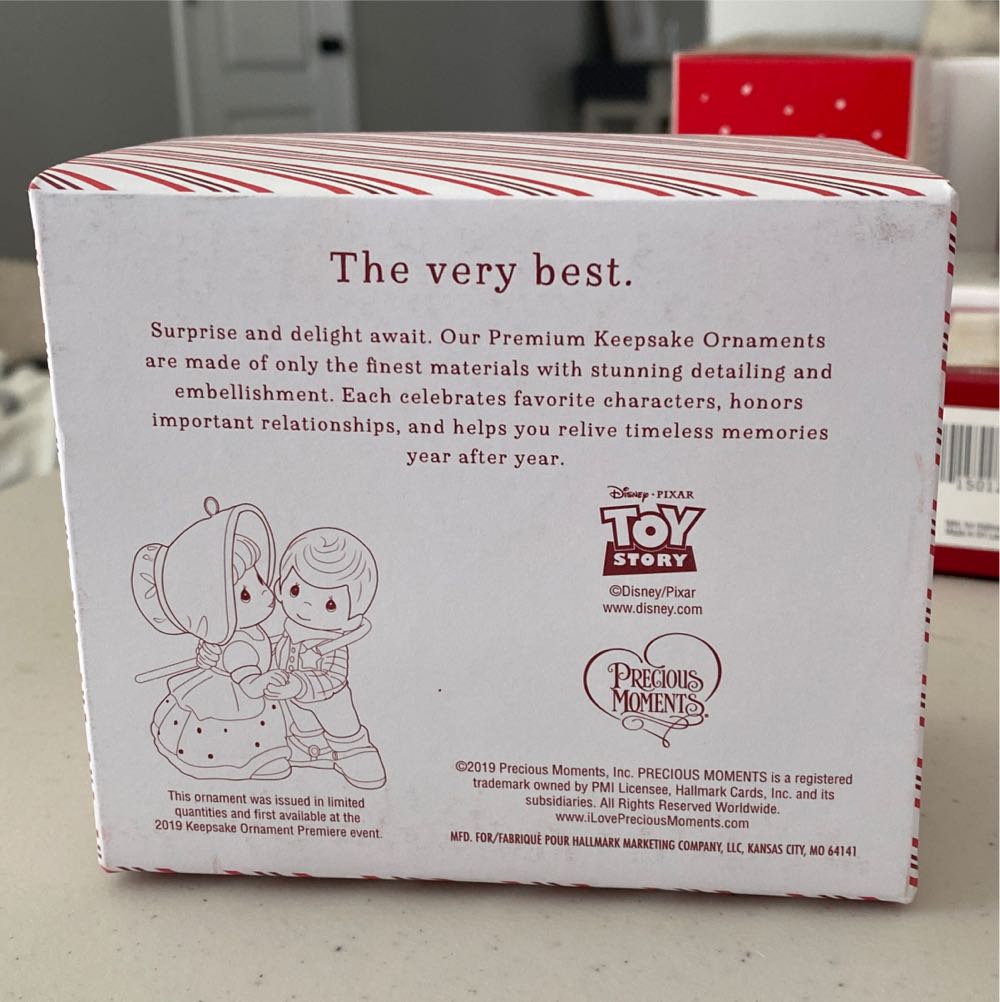 The very best.
Surprise and delight await. Our Premium Keepsake Ornaments
are made of only the finest materials with stunning detailing and
embellishment. Each celebrates favorite characters, honors
important relationships, and helps you relive timeless memories
year after year.
Disney • PIXAR
TOY
STORY
©Disney/Pixar
www.disney.com
PRECIOUS
MOMENTS®
This ornament was issued in limited
quantities and first available at the
2019 Keepsake Ornament Premiere event.
©2019 Precious Moments, Inc. PRECIOUS MOMENTS is a registered
trademark owned by PMI Licensee, Hallmark Cards, Inc. and its
subsidiaries. All Rights Reserved Worldwide.
www.iLovePreciousMoments.com
MFD. FOR/FABRIQUÉ POUR HALLMARK MARKETING COMPANY, LLC, KANSAS CITY, MO 64141